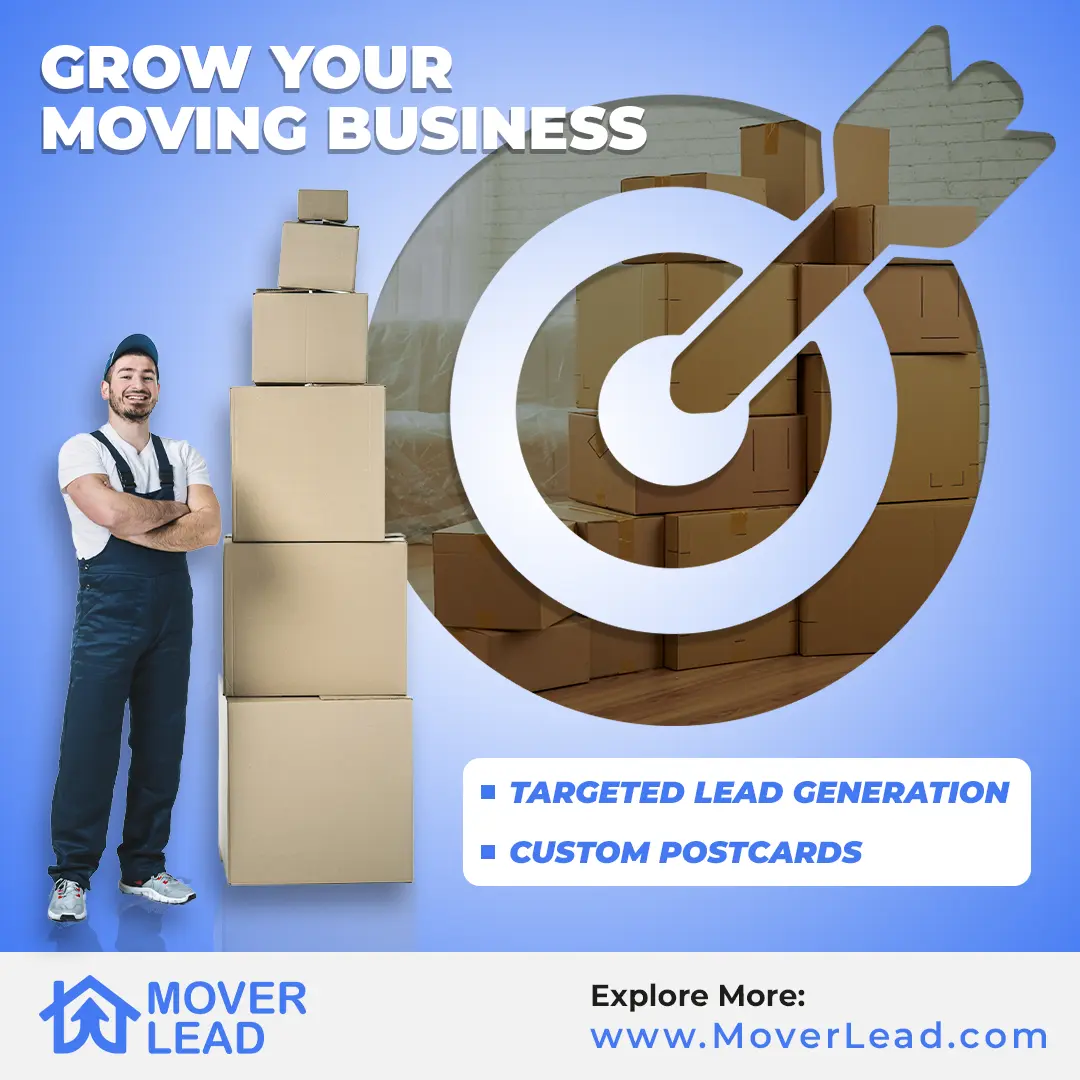 GROW YOUR
MOVING BUSINESS
TARGETED LEAD GENERATION
CUSTOM POSTCARDS
MOVER
LEAD
Explore More:
www.MoverLead.com